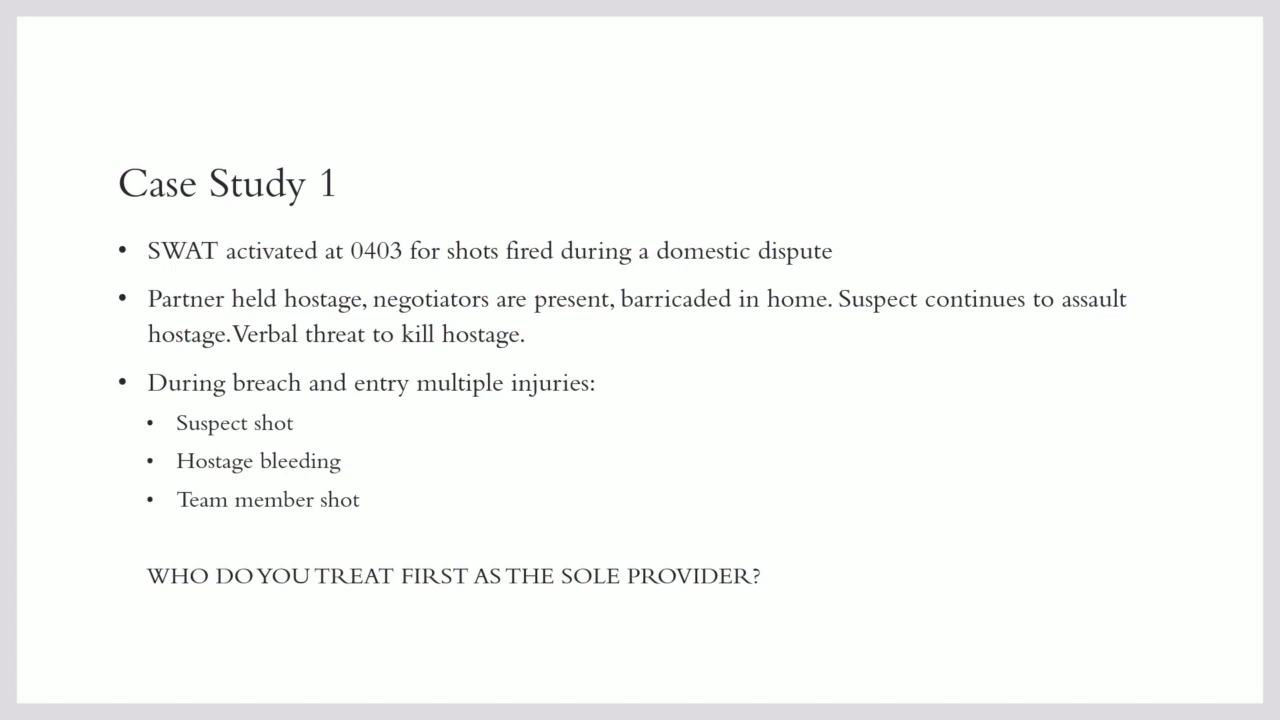 Case Study 1
• SWAT activated at 0403 for shots fired during a domestic dispute
• Partner held hostage, negotiators are present, barricaded in home. Suspect continues to assault
hostage. Verbal threat to kill hostage.
• During breach and entry multiple injuries:
• Suspect shot
• Hostage bleeding
• Team member shot
WHO DO YOU TREAT FIRST AS THE SOLE PROVIDER?